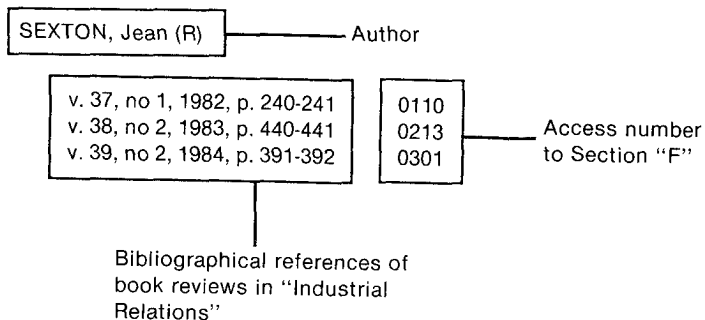 SEXTON, Jean (R)
Author
v. 37, no 1, 1982, p. 240-241 0110
v. 38, no 2, 1983, p. 440-441 0213
v. 39, no 2, 1984, p. 391-392 0301
Access number
to Section "F"
Bibliographical references of
book reviews in "Industrial
Relations"